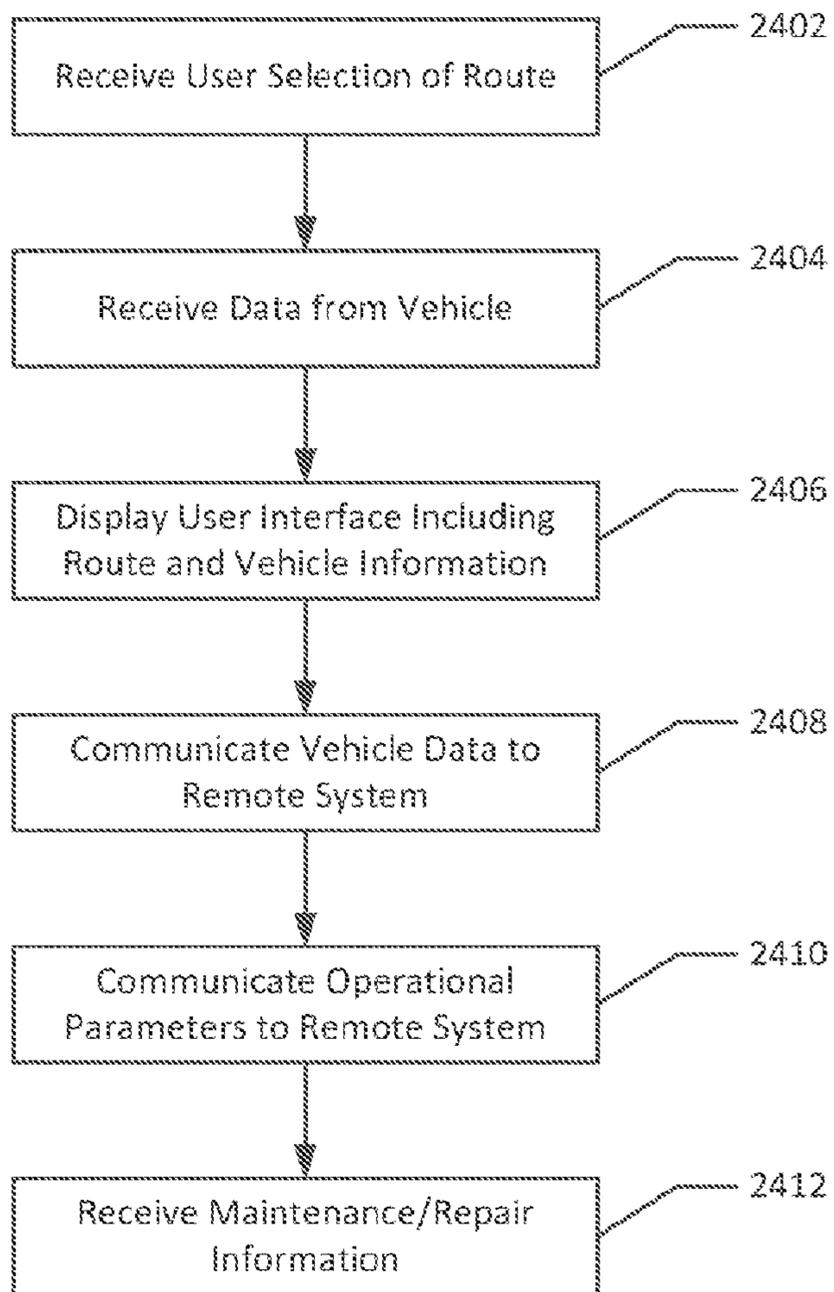 2402
Receive User Selection of Route
2404
Receive Data from Vehicle
2406
Display User Interface Including
Route and Vehicle Information
2408
Communicate Vehicle Data to
Remote System
2410
Communicate Operational
Parameters to Remote System
2412
Receive Maintenance/Repair
Information